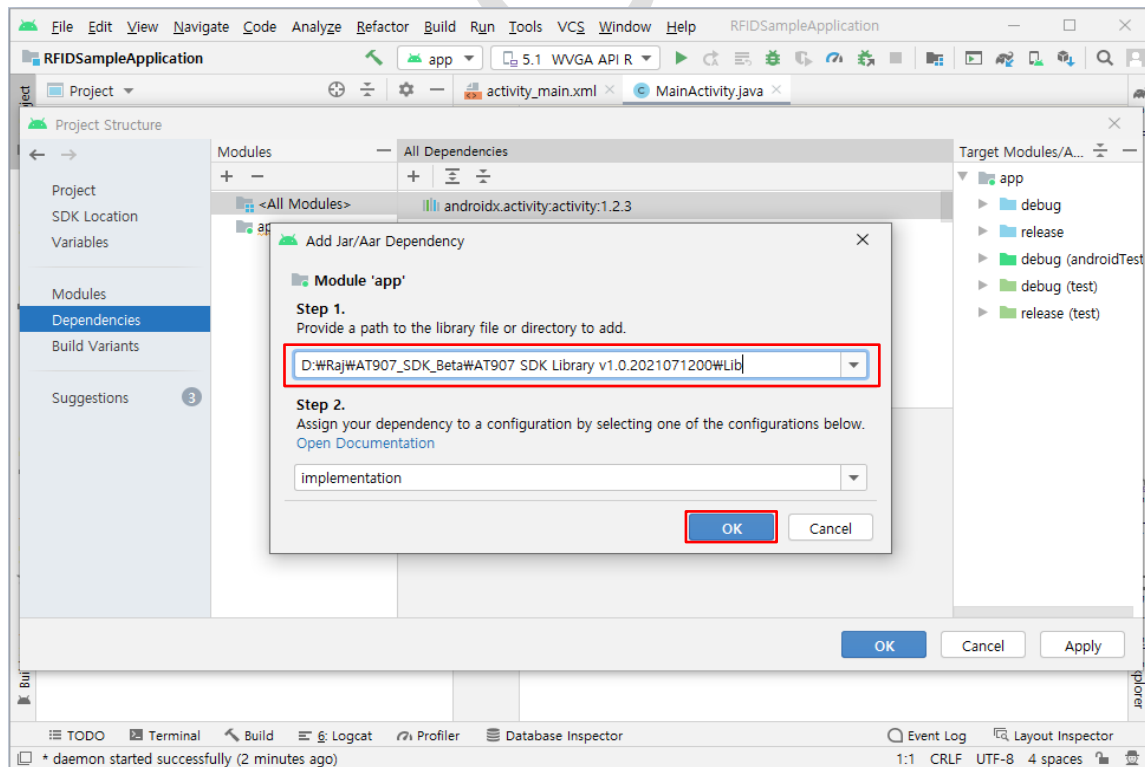 File Edit View Navigate Code Analyze Refactor Build Run Tools VCS Window Help RFIDSampleApplication
RFIDSampleApplication app 5.1 WVGA API R
Project activity_main.xml MainActivity.java
Project Structure
Modules
All Dependencies
Target Modules/A...
Project
SDK Location
Variables
Modules
Dependencies
Build Variants
Suggestions 3
<All Modules>
androidx.activity:activity:1.2.3
app
debug
release
debug (androidTest
debug (test)
release (test)
Add Jar/Aar Dependency
Module 'app'
Step 1.
Provide a path to the library file or directory to add.
D:₩Raj₩AT907_SDK_Beta₩AT907 SDK Library v1.0.2021071200₩Lib
Step 2.
Assign your dependency to a configuration by selecting one of the configurations below.
Open Documentation
implementation
OK Cancel
OK Cancel Apply
TODO Terminal Build 6: Logcat Profiler Database Inspector Event Log Layout Inspector
* daemon started successfully (2 minutes ago) 1:1 CRLF UTF-8 4 spaces